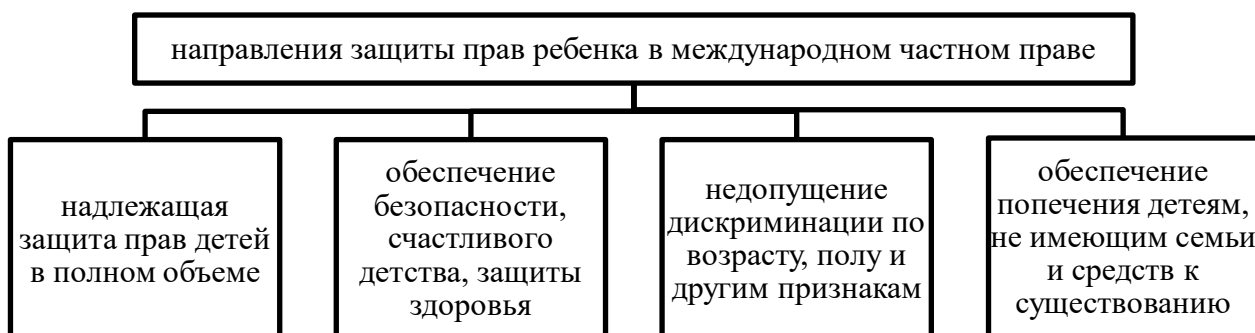 направления защиты прав ребенка в международном частном праве
надлежащая
защита прав детей
в полном объеме
обеспечение
безопасности,
счастливого
детства, защиты
здоровья
недопущение
дискриминации по
возрасту, полу и
другим признакам
обеспечение
попечения детеям,
не имеющим семьи
и средств к
существованию